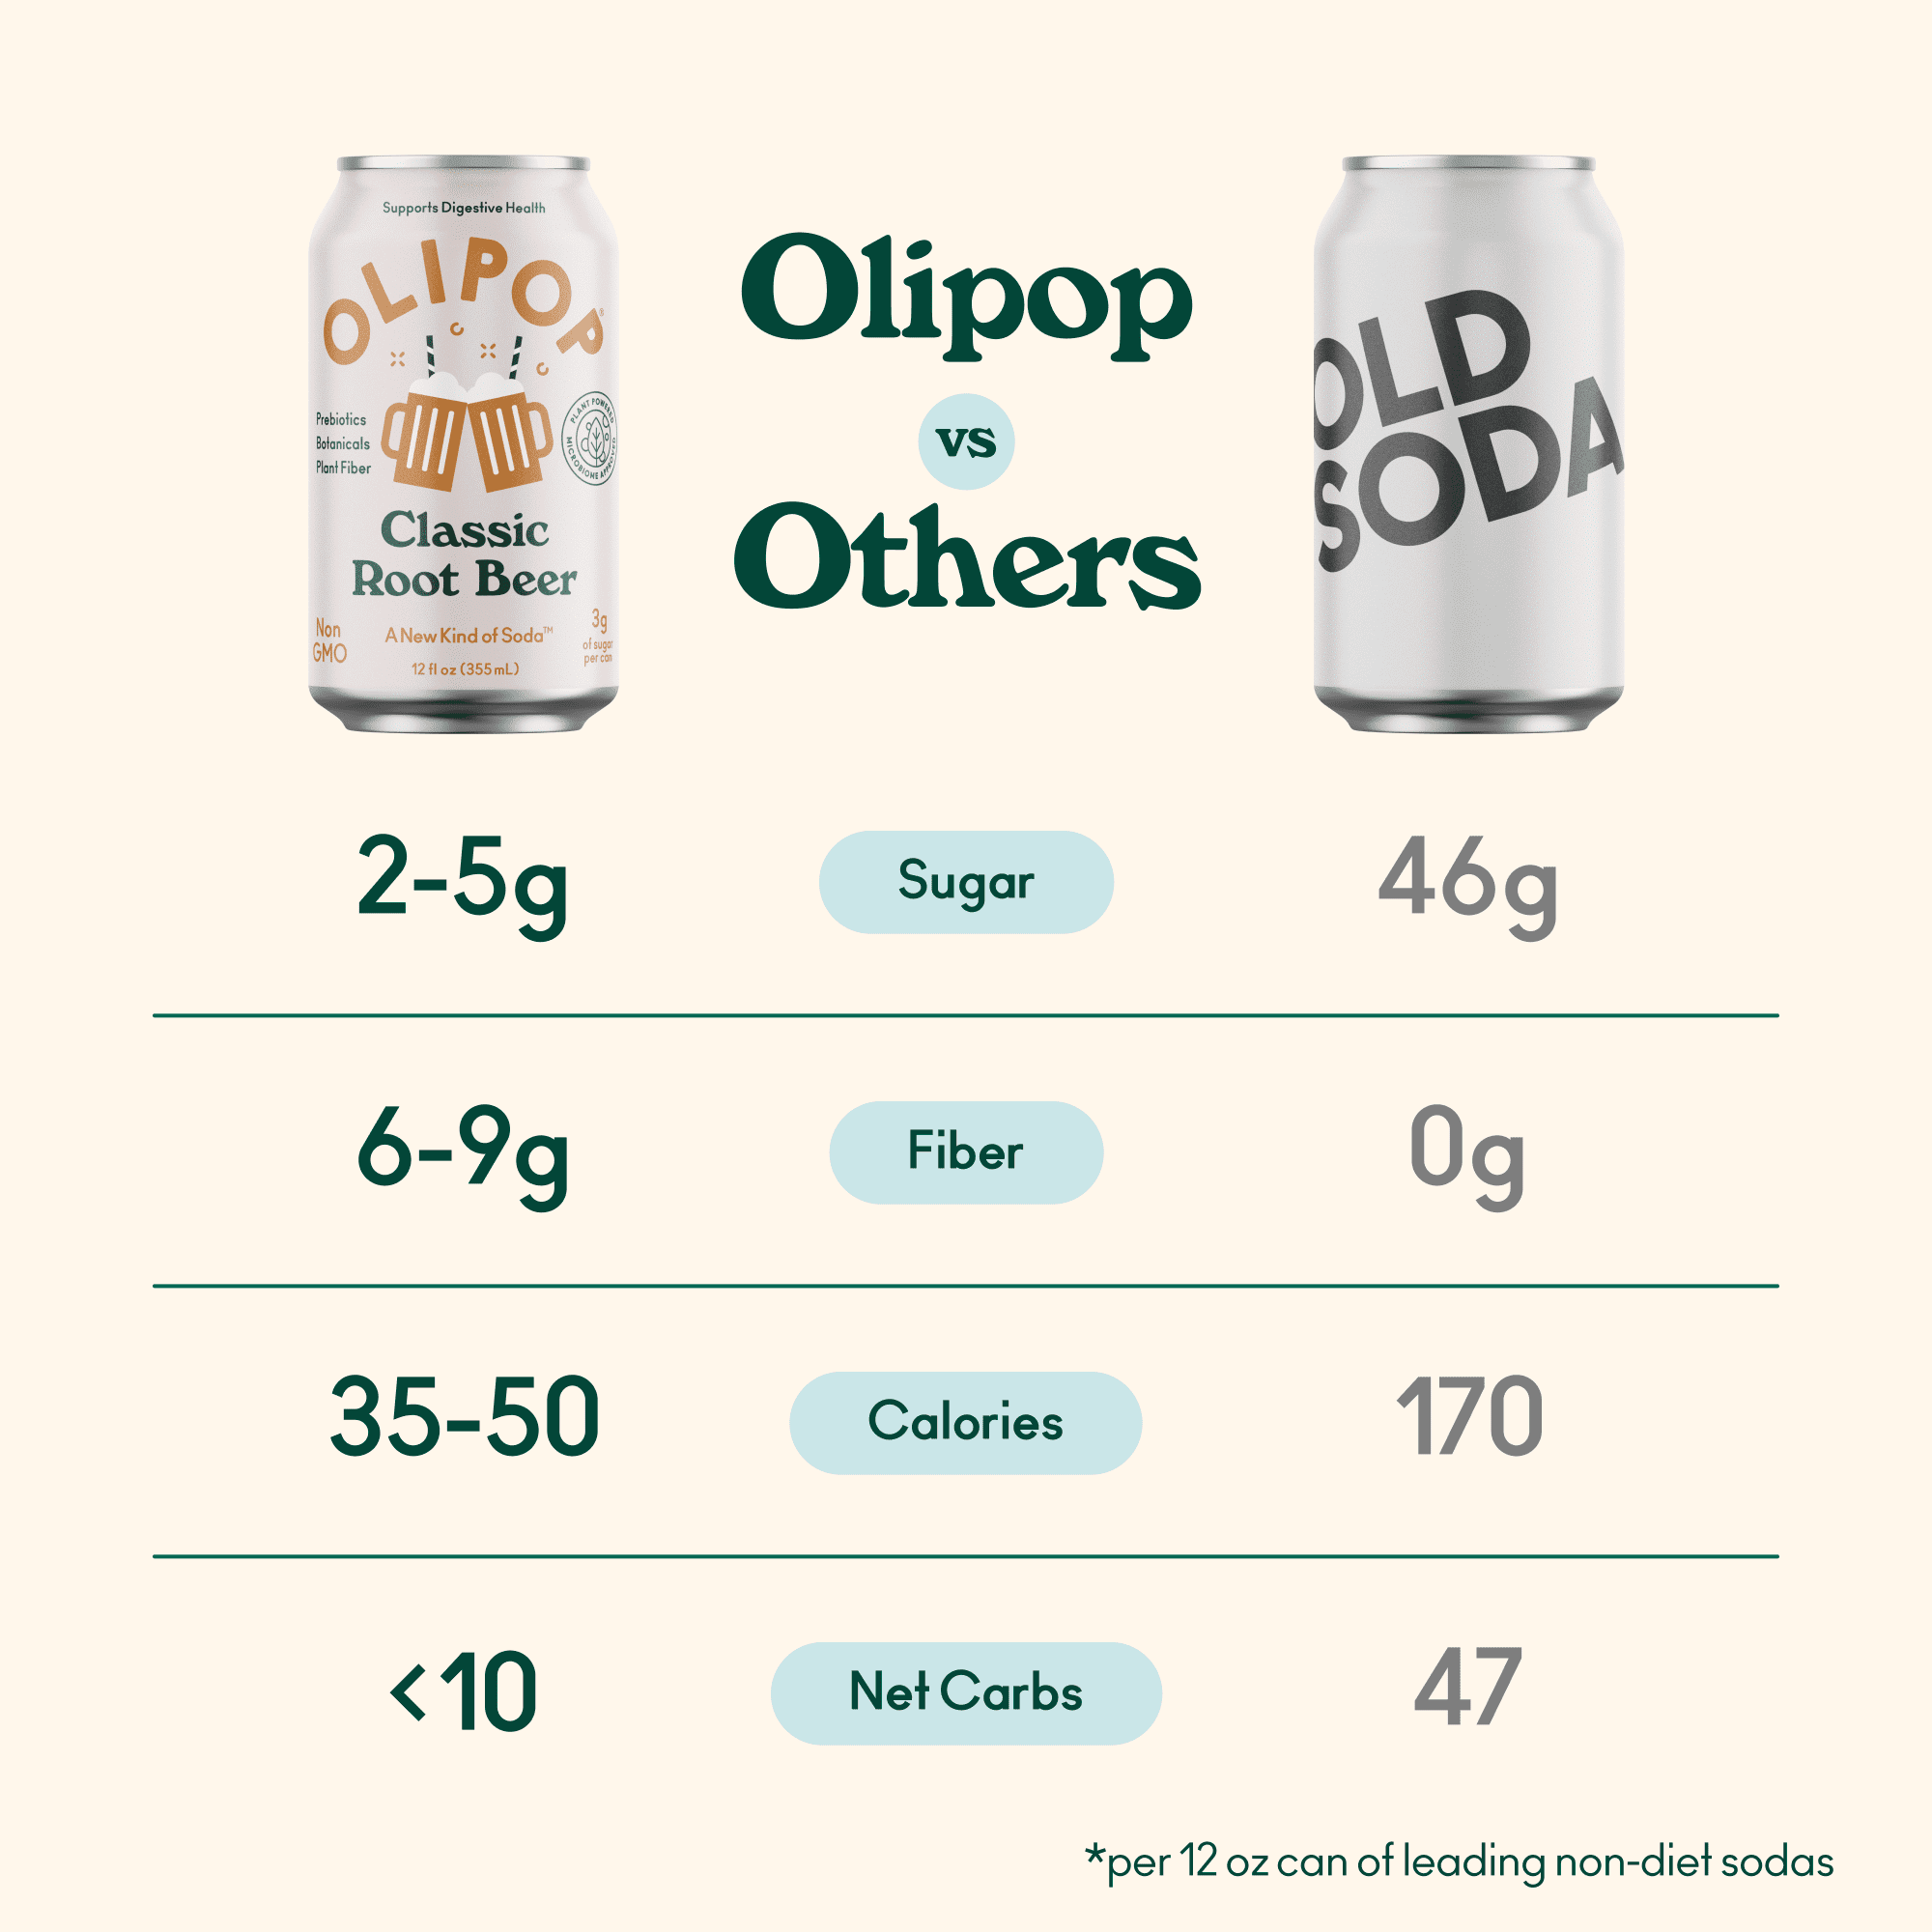 Supports Digestive Health
OLIPOP®
Prebiotics
Botanicals
Plant Fiber
PLANT POWERED
MICROBIOME APPROVED
Classic
Root Beer
Non
GMO
A New Kind of Soda™
12 fl oz (355 mL)
3g
of sugar
per can
Olipop
vs
Others
OLD
SODA
2-5g Sugar 46g
6-9g Fiber 0g
35-50 Calories 170
<10 Net Carbs 47
*per 12 oz can of leading non-diet sodas